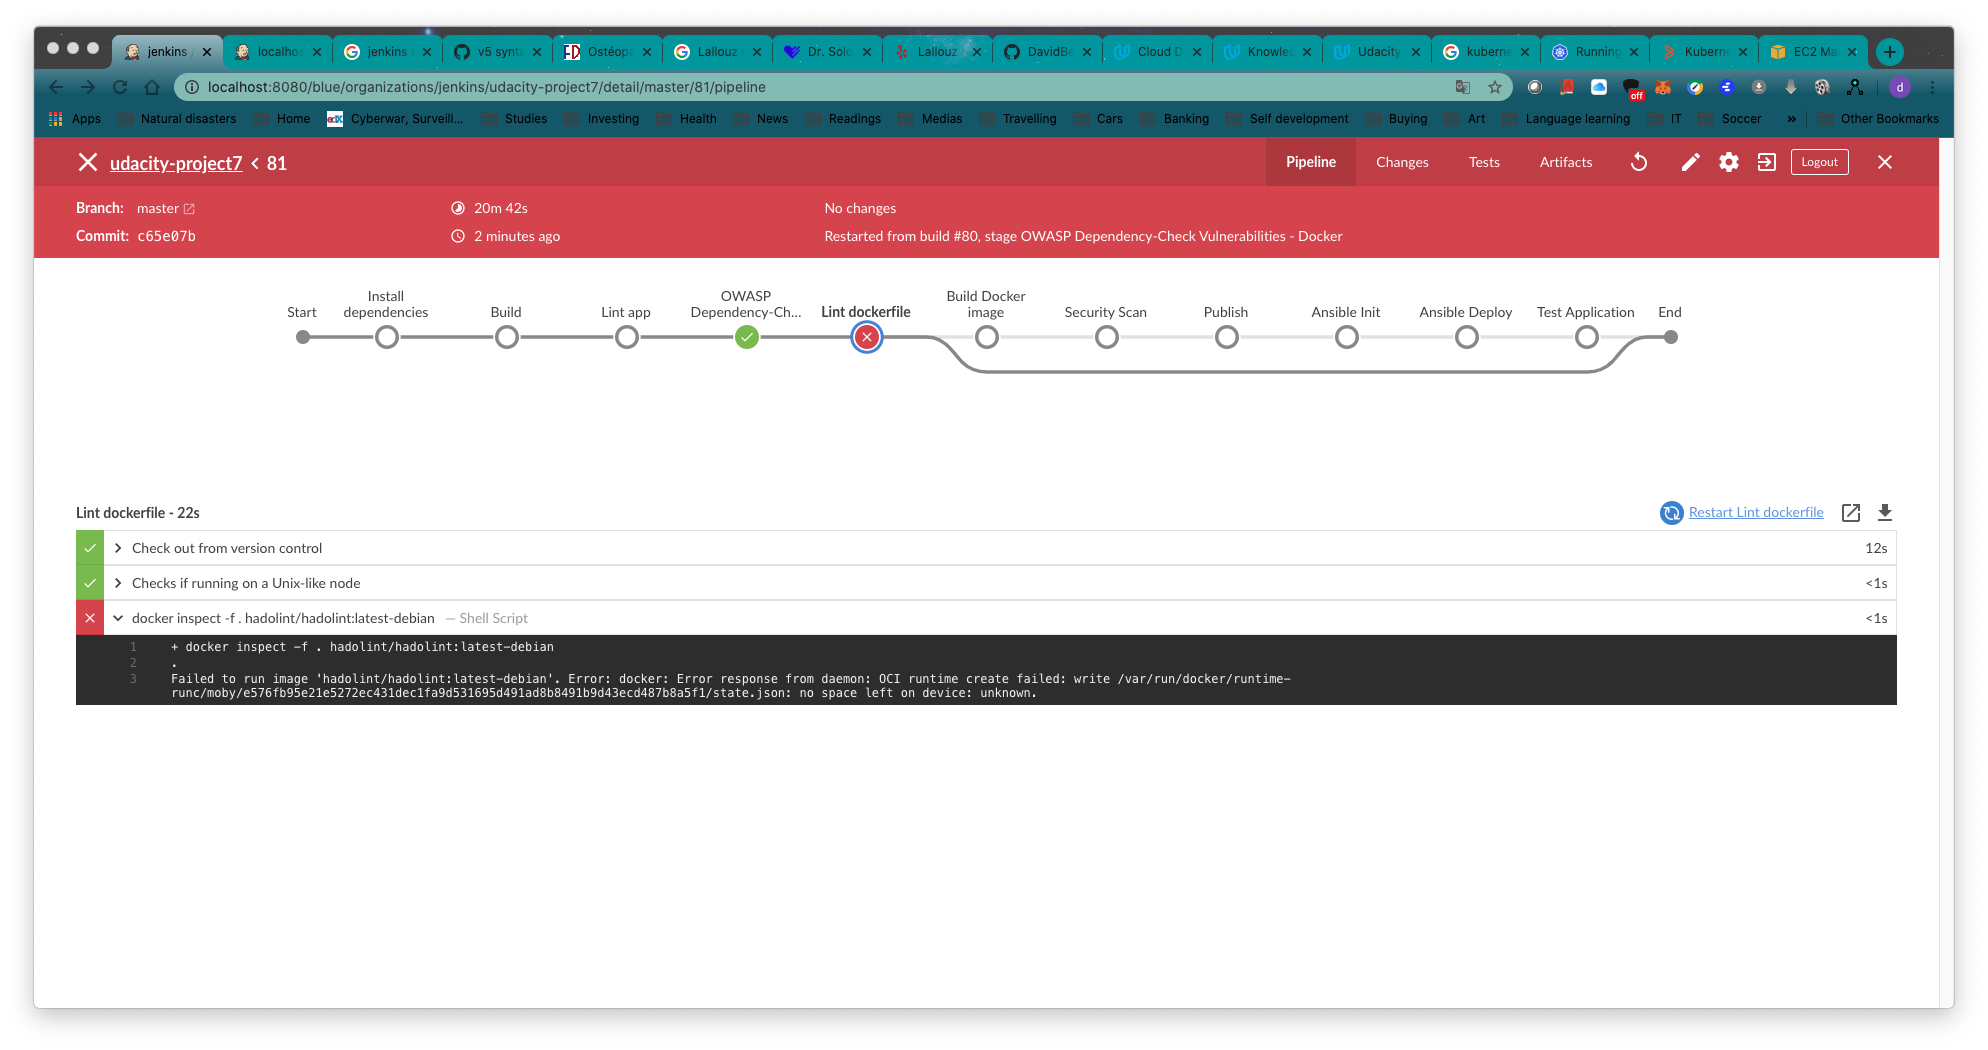 jenkins
localhos
jenkins
v5 synta
Ostéopa
Lallouz
Dr. Solo
Lallouz
DavidBe
Cloud D
Knowle
Udacity
kuberne
Running
Kuberne
EC2 Ma
localhost:8080/blue/organizations/jenkins/udacity-project7/detail/master/81/pipeline
off
d
Apps
Natural disasters
Home
edX
Cyberwar, Surveill...
Studies
Investing
Health
News
Readings
Medias
Travelling
Cars
Banking
Self development
Buying
Art
Language learning
IT
Soccer
»
Other Bookmarks
udacity-project7 < 81
Pipeline
Changes
Tests
Artifacts
Logout
Branch: master
20m 42s
No changes
Commit: c65e07b
2 minutes ago
Restarted from build #80, stage OWASP Dependency-Check Vulnerabilities - Docker
Start
Install
dependencies
Build
Lint app
OWASP
Dependency-Ch...
Lint dockerfile
Build Docker
image
Security Scan
Publish
Ansible Init
Ansible Deploy
Test Application
End
Lint dockerfile - 22s
Restart Lint dockerfile
Check out from version control
12s
Checks if running on a Unix-like node
<1s
docker inspect -f . hadolint/hadolint:latest-debian — Shell Script
<1s
1 + docker inspect -f . hadolint/hadolint:latest-debian
2 .
3 Failed to run image 'hadolint/hadolint:latest-debian'. Error: docker: Error response from daemon: OCI runtime create failed: write /var/run/docker/runtime-
runc/moby/e576fb95e21e5272ec431dec1fa9d531695d491ad8b8491b9d43ecd487b8a5f1/state.json: no space left on device: unknown.